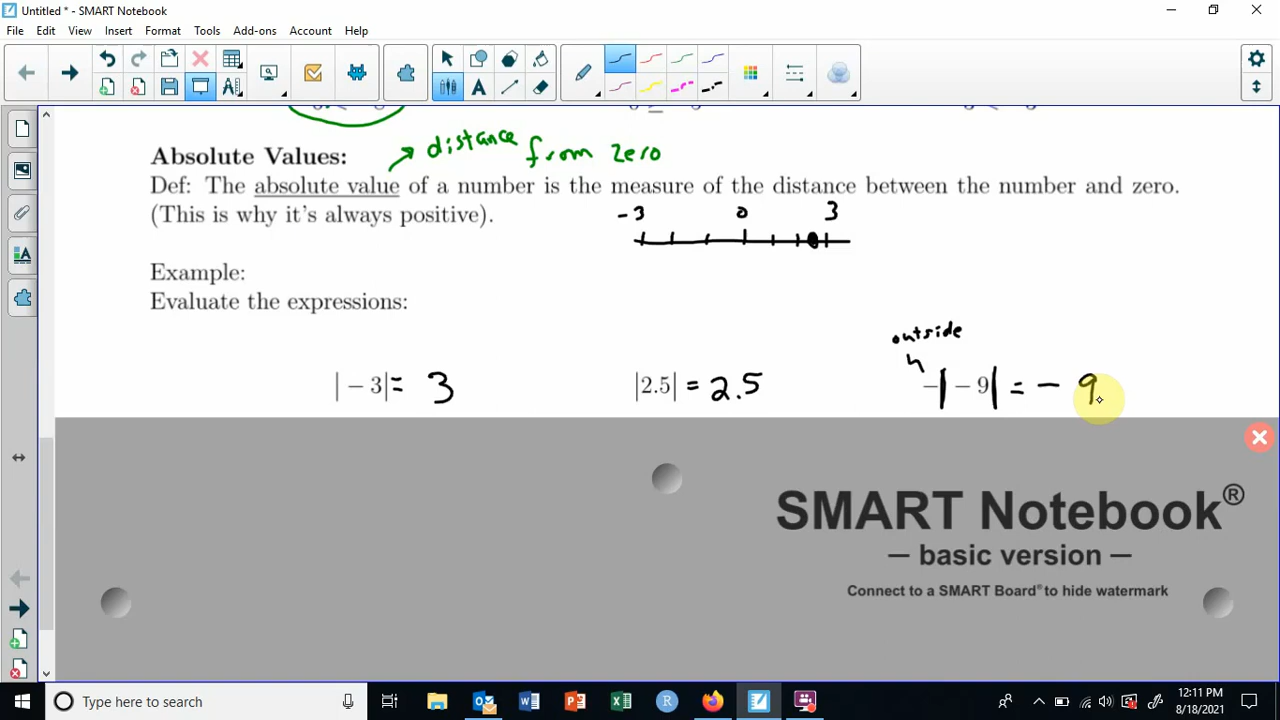 Untitled * - SMART Notebook
File Edit View Insert Format Tools Add-ons Account Help
Absolute Values: distance from zero
Def: The absolute value of a number is the measure of the distance between the number and zero.
(This is why it's always positive).
-3 0 3
Example:
Evaluate the expressions:
outside
|−3| = 3 |2.5| = 2.5 −|−9| = − 9
SMART Notebook®
— basic version —
Connect to a SMART Board® to hide watermark
Type here to search
12:11 PM
8/18/2021